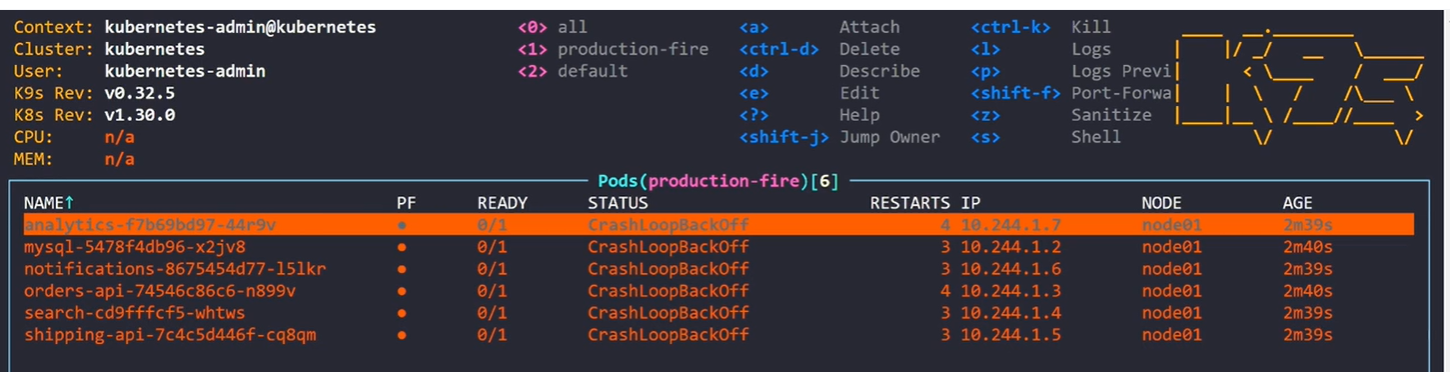 Context: kubernetes-admin@kubernetes <0> all <a> Attach <ctrl-k> Kill
Cluster: kubernetes <1> production-fire <ctrl-d> Delete <l> Logs
User: kubernetes-admin <2> default <d> Describe <p> Logs Previ
K9s Rev: v0.32.5 <e> Edit <shift-f> Port-Forwa
K8s Rev: v1.30.0 <?> Help <z> Sanitize
CPU: n/a <shift-j> Jump Owner <s> Shell
MEM: n/a
Pods(production-fire)[6]
NAME↑ PF READY STATUS RESTARTS IP NODE AGE
analytics-f7b69bd97-44r9v ● 0/1 CrashLoopBackOff 4 10.244.1.7 node01 2m39s
mysql-5478f4db96-x2jv8 ● 0/1 CrashLoopBackOff 3 10.244.1.2 node01 2m40s
notifications-8675454d77-l5lkr ● 0/1 CrashLoopBackOff 3 10.244.1.6 node01 2m39s
orders-api-74546c86c6-n899v ● 0/1 CrashLoopBackOff 4 10.244.1.3 node01 2m40s
search-cd9fffcf5-whtws ● 0/1 CrashLoopBackOff 3 10.244.1.4 node01 2m39s
shipping-api-7c4c5d446f-cq8qm ● 0/1 CrashLoopBackOff 3 10.244.1.5 node01 2m39s